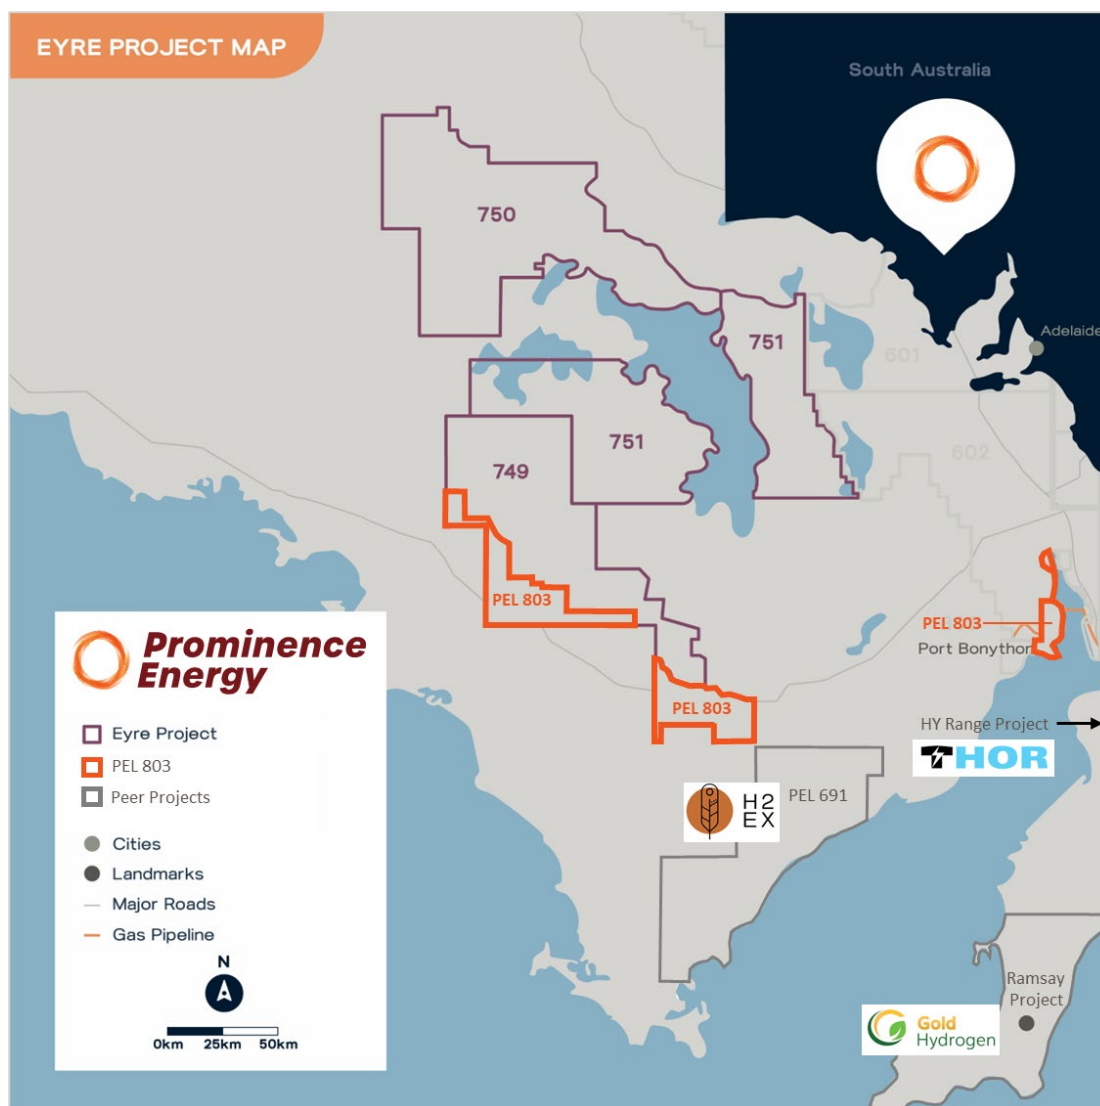 EYRE PROJECT MAP
South Australia
Adelaide
750
751
601
751
749
602
PEL 803
PEL 803
Port Bonython
PEL 803
HY Range Project
THOR
H2
EX
PEL 691
Ramsay
Project
Gold
Hydrogen
Prominence
Energy
Eyre Project
PEL 803
Peer Projects
Cities
Landmarks
Major Roads
Gas Pipeline
N
0km 25km 50km